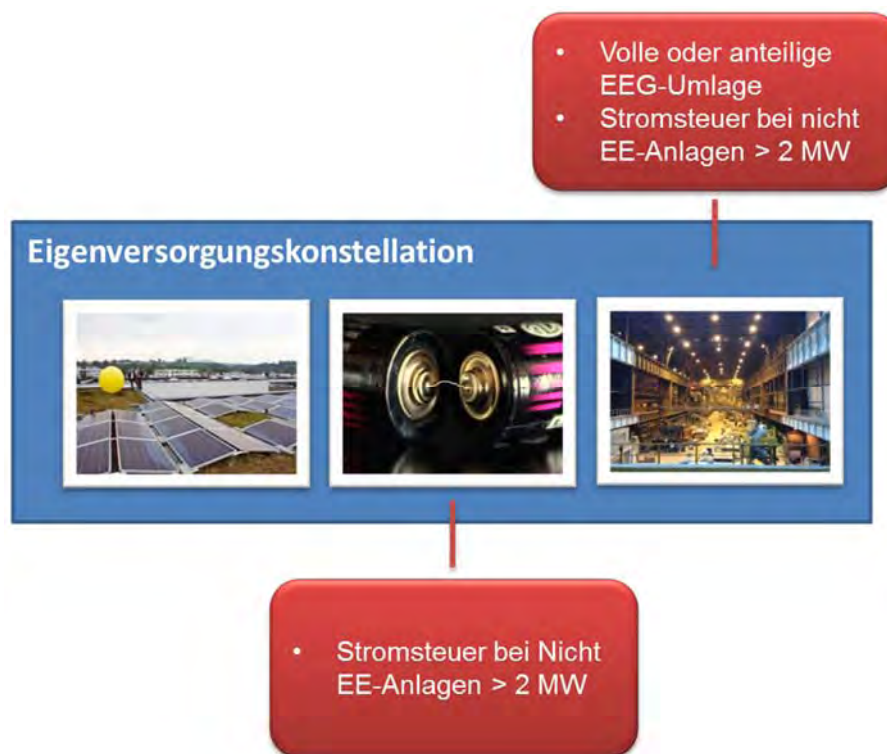 • Volle oder anteilige
EEG-Umlage
• Stromsteuer bei nicht
EE-Anlagen > 2 MW
Eigenversorgungskonstellation
• Stromsteuer bei Nicht
EE-Anlagen > 2 MW